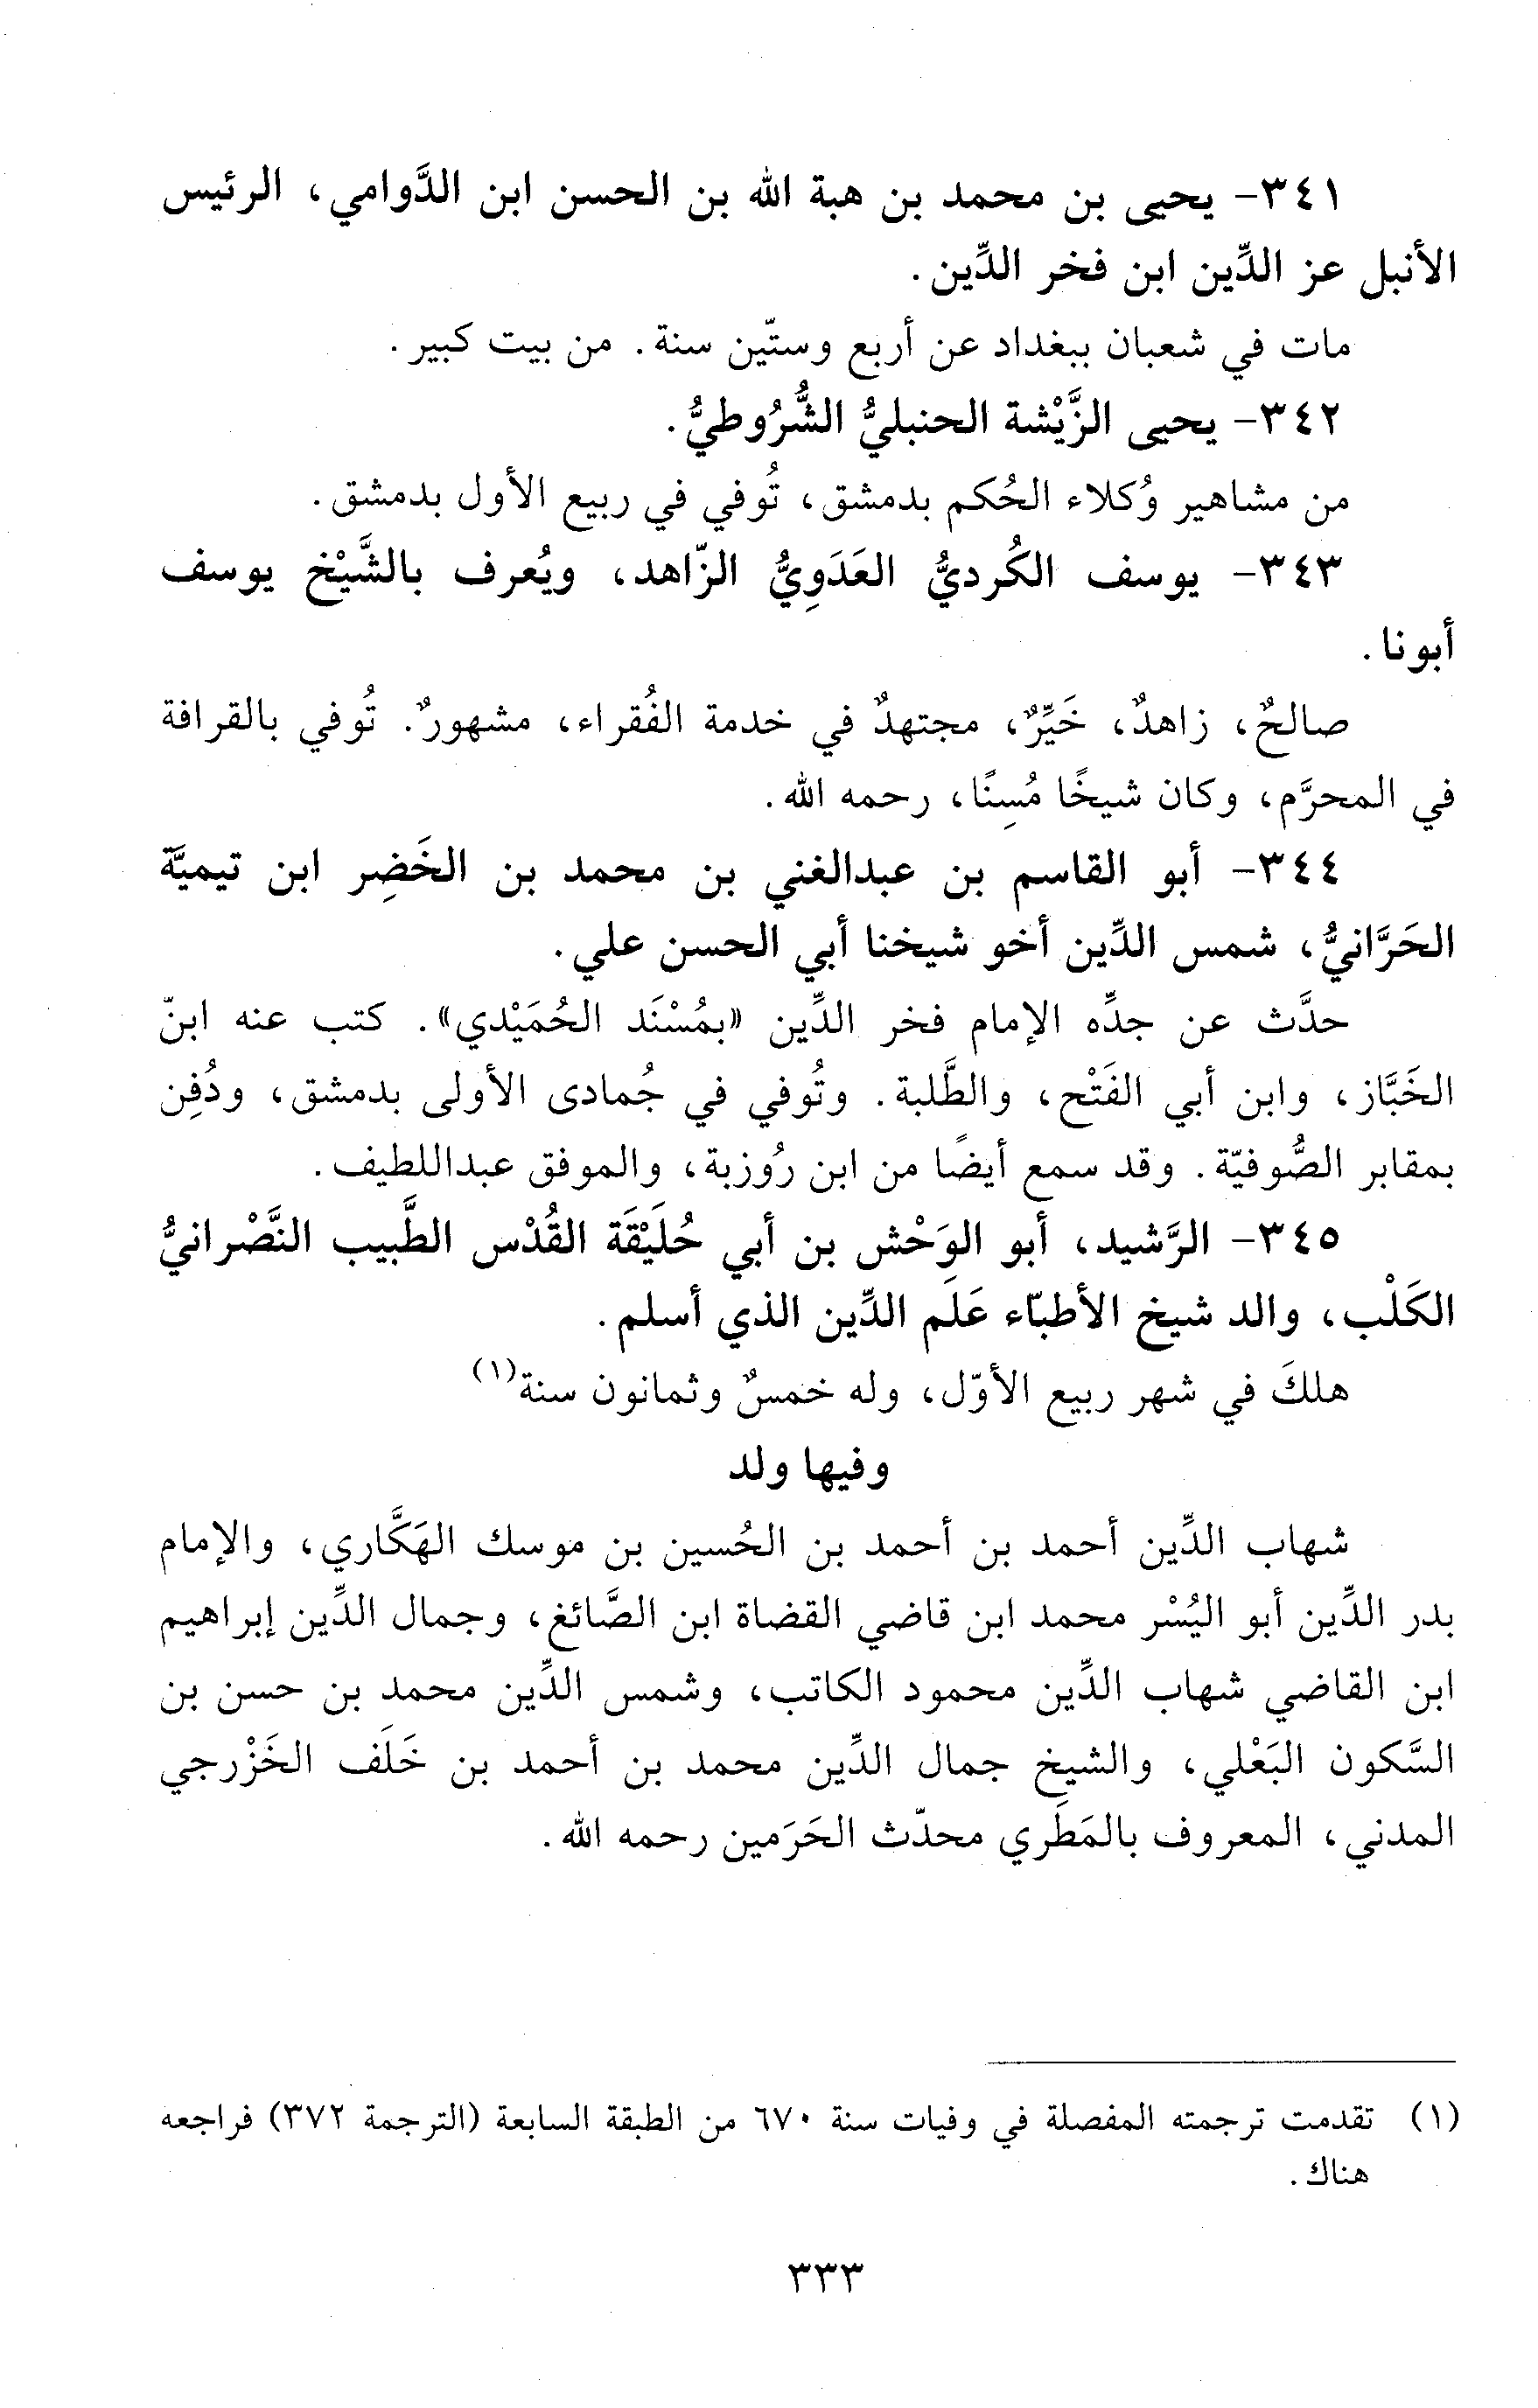 ٣٤١- يحيى بن محمد بن هبة الله بن الحسن ابن الدَّوامي، الرئيس
الأنبل عز الدِّين ابن فخر الدِّين.
مات في شعبان ببغداد عن أربع وستّين سنة. من بيت كبير.
٣٤٢- يحيى الزَّيْشة الحنبليُّ الشُّرُوطيُّ.
من مشاهير وُكلاء الحُكم بدمشق، تُوفي في ربيع الأول بدمشق.
٣٤٣- يوسف الكُرديُّ العَدَوِيُّ الزّاهد، ويُعرف بالشَّيْخ يوسف
أبونا.
صالحٌ، زاهدٌ، خَيِّرٌ، مجتهدٌ في خدمة الفُقراء، مشهورٌ. تُوفي بالقرافة
في المحرَّم، وكان شيخًا مُسِنًا، رحمه الله.
٣٤٤- أبو القاسم بن عبدالغني بن محمد بن الخَضِر ابن تيميَّة
الحَرَّانيُّ، شمس الدِّين أخو شيخنا أبي الحسن علي.
حدَّث عن جدِّه الإمام فخر الدِّين «بمُسْنَد الحُمَيْدي». كتب عنه ابنّ
الخَبَّاز، وابن أبي الفَتْح، والطَّلبة. وتُوفي في جُمادى الأولى بدمشق، ودُفِن
بمقابر الصُّوفيّة. وقد سمع أيضًا من ابن رُوزبة، والموفق عبداللطيف.
٣٤٥- الرَّشيد، أبو الوَحْش بن أبي حُلَيْقَة القُدْس الطَّبيب النَّصْرانيُّ
الكَلْب، والد شيخ الأطبّاء عَلَم الدِّين الذي أسلم.
هلكَ في شهر ربيع الأوّل، وله خمسٌ وثمانون سنة(١)
وفيها ولد
شهاب الدِّين أحمد بن أحمد بن الحُسين بن موسك الهَكَّاري، والإمام
بدر الدِّين أبو اليُسْر محمد ابن قاضي القضاة ابن الصَّائغ، وجمال الدِّين إبراهيم
ابن القاضي شهاب الدِّين محمود الكاتب، وشمس الدِّين محمد بن حسن بن
السَّكون البَعْلي، والشيخ جمال الدِّين محمد بن أحمد بن خَلَف الخَزْرجي
المدني، المعروف بالمَطَري محدّث الحَرَمين رحمه الله.
(١) تقدمت ترجمته المفصلة في وفيات سنة ٦٧٠ من الطبقة السابعة (الترجمة ٣٧٢) فراجعه
هناك.
٣٣٣